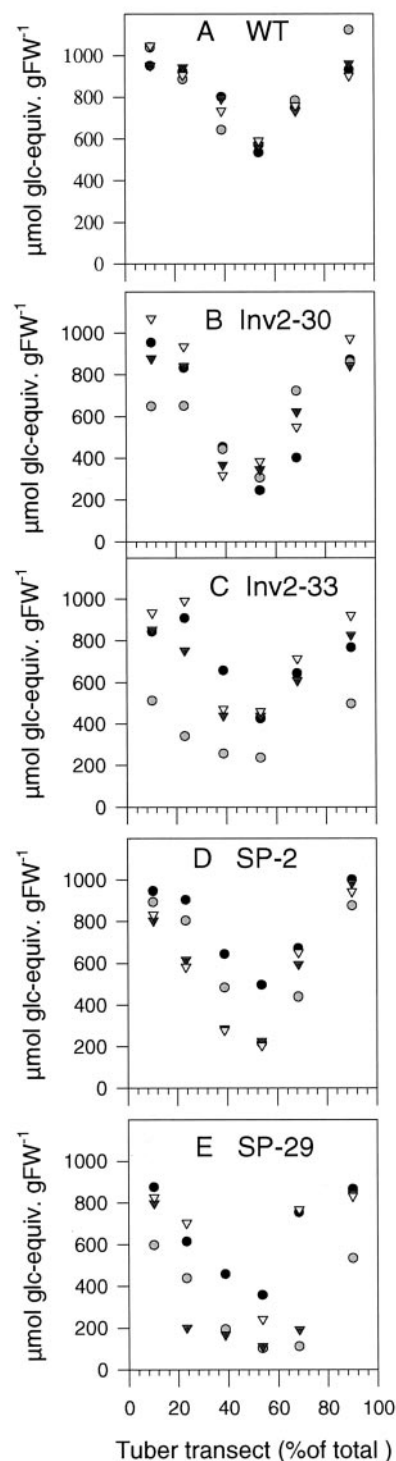 A WT
µmol glc-equiv. gFW⁻¹
1000
800
600
400
200
0
B Inv2-30
µmol glc-equiv. gFW⁻¹
1000
800
600
400
200
0
C Inv2-33
µmol glc-equiv. gFW⁻¹
1000
800
600
400
200
0
D SP-2
µmol glc-equiv. gFW⁻¹
1000
800
600
400
200
0
E SP-29
µmol glc-equiv. gFW⁻¹
1000
800
600
400
200
0
0 20 40 60 80 100
Tuber transect (%of total )